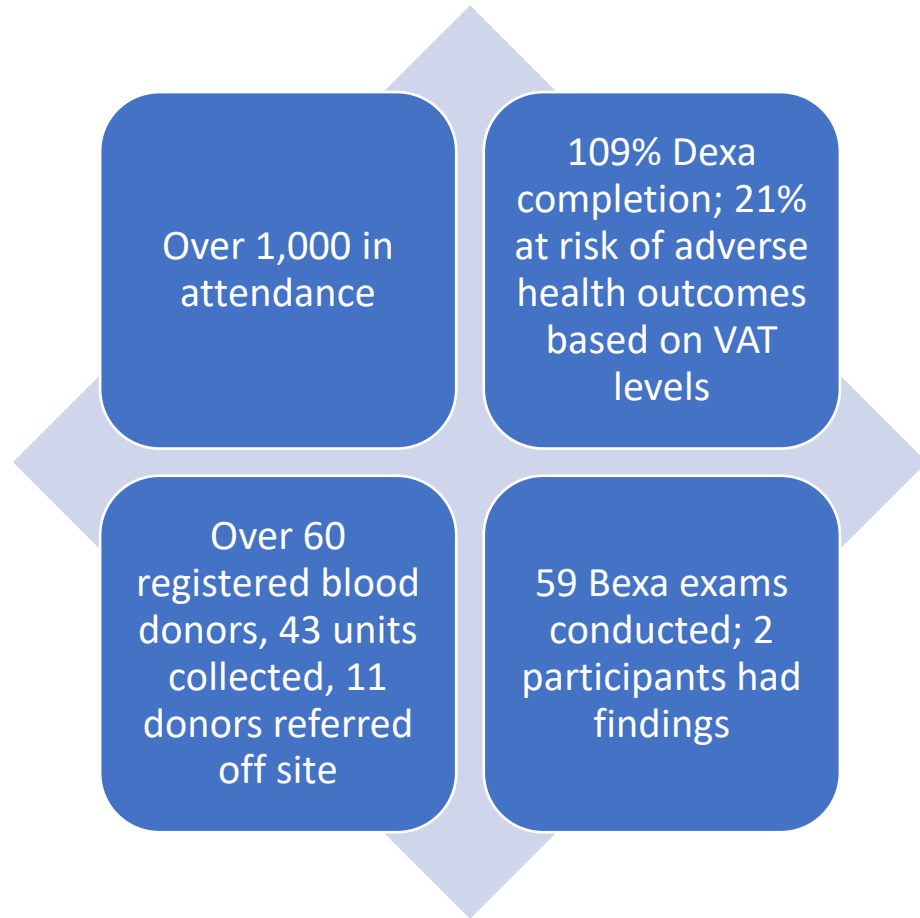 Over 1,000 in
attendance
109% Dexa
completion; 21%
at risk of adverse
health outcomes
based on VAT
levels
Over 60
registered blood
donors, 43 units
collected, 11
donors referred
off site
59 Bexa exams
conducted; 2
participants had
findings